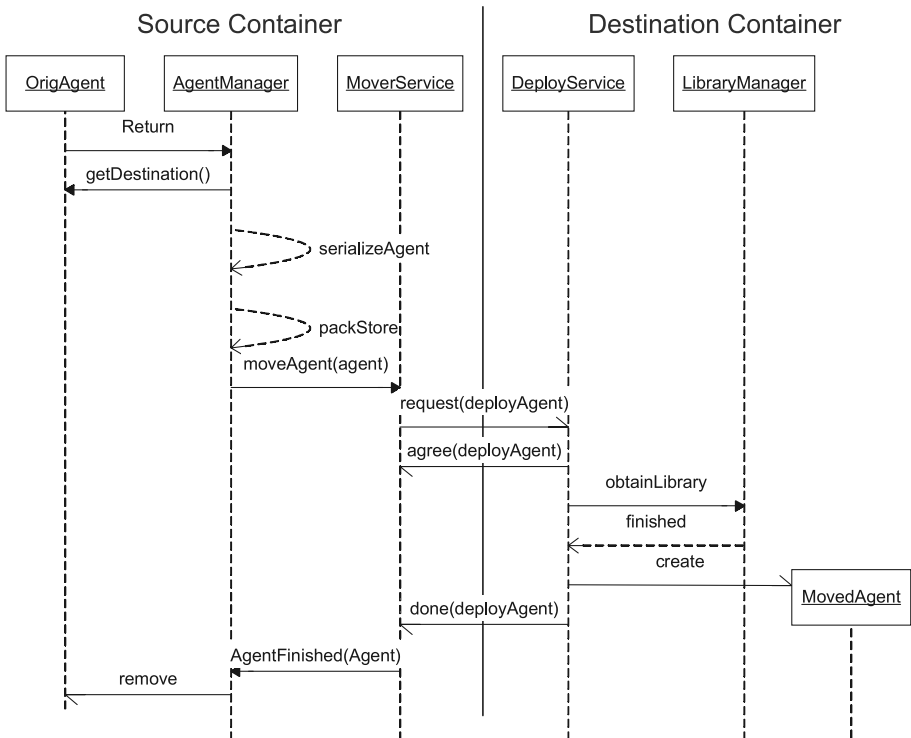 Source Container
Destination Container
OrigAgent
AgentManager
MoverService
DeployService
LibraryManager
Return
getDestination()
serializeAgent
packStore
moveAgent(agent)
request(deployAgent)
agree(deployAgent)
obtainLibrary
finished
create
MovedAgent
done(deployAgent)
AgentFinished(Agent)
remove